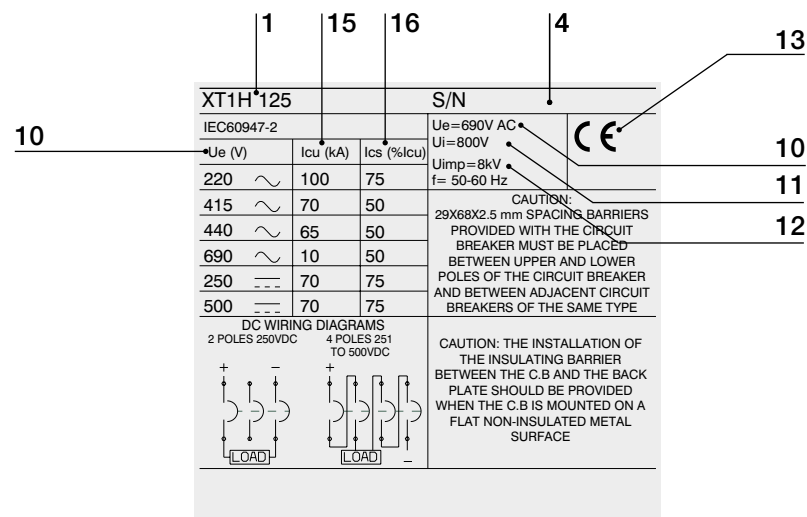 1 15 16 4
13
XT1H 125 S/N
IEC60947-2
10
Ue (V) Icu (kA) Ics (%Icu)
220 100 75
415 70 50
440 65 50
690 10 50
250 70 75
500 70 75
Ue=690V AC
Ui=800V
Uimp=8kV
f= 50-60 Hz
CE
10
11
12
CAUTION:
29X68X2.5 mm SPACING BARRIERS
PROVIDED WITH THE CIRCUIT
BREAKER MUST BE PLACED
BETWEEN UPPER AND LOWER
POLES OF THE CIRCUIT BREAKER
AND BETWEEN ADJACENT CIRCUIT
BREAKERS OF THE SAME TYPE
DC WIRING DIAGRAMS
2 POLES 250VDC
4 POLES 251
TO 500VDC
+ −
+
LOAD
LOAD −
CAUTION: THE INSTALLATION OF
THE INSULATING BARRIER
BETWEEN THE C.B AND THE BACK
PLATE SHOULD BE PROVIDED
WHEN THE C.B IS MOUNTED ON A
FLAT NON-INSULATED METAL
SURFACE